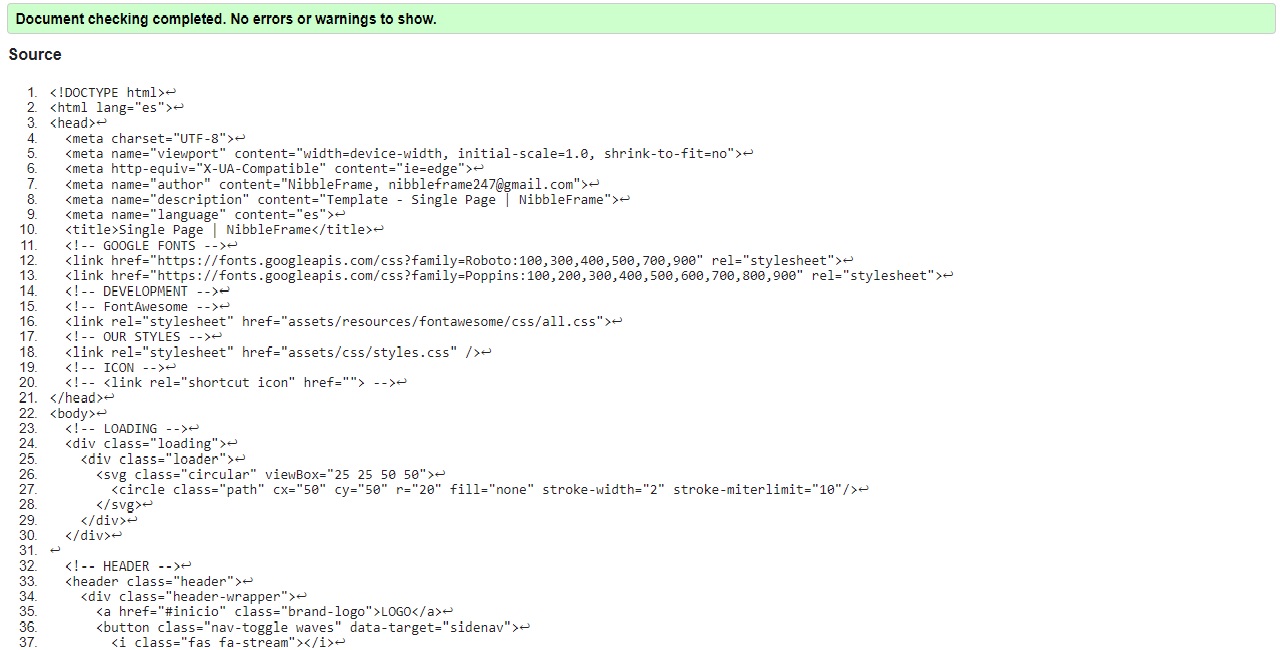 Document checking completed. No errors or warnings to show.
Source
1. <!DOCTYPE html>↩
2. <html lang="es">↩
3. <head>↩
4. <meta charset="UTF-8">↩
5. <meta name="viewport" content="width=device-width, initial-scale=1.0, shrink-to-fit=no">↩
6. <meta http-equiv="X-UA-Compatible" content="ie=edge">↩
7. <meta name="author" content="NibbleFrame, nibbleframe247@gmail.com">↩
8. <meta name="description" content="Template - Single Page | NibbleFrame">↩
9. <meta name="language" content="es">↩
10. <title>Single Page | NibbleFrame</title>↩
11. <!-- GOOGLE FONTS -->↩
12. <link href="https://fonts.googleapis.com/css?family=Roboto:100,300,400,500,700,900" rel="stylesheet">↩
13. <link href="https://fonts.googleapis.com/css?family=Poppins:100,200,300,400,500,600,700,800,900" rel="stylesheet">↩
14. <!-- DEVELOPMENT -->↩
15. <!-- FontAwesome -->↩
16. <link rel="stylesheet" href="assets/resources/fontawesome/css/all.css">↩
17. <!-- OUR STYLES -->↩
18. <link rel="stylesheet" href="assets/css/styles.css" />↩
19. <!-- ICON -->↩
20. <!-- <link rel="shortcut icon" href=""> -->↩
21. </head>↩
22. <body>↩
23. <!-- LOADING -->↩
24. <div class="loading">↩
25. <div class="loader">↩
26. <svg class="circular" viewBox="25 25 50 50">↩
27. <circle class="path" cx="50" cy="50" r="20" fill="none" stroke-width="2" stroke-miterlimit="10"/>↩
28. </svg>↩
29. </div>↩
30. </div>↩
31. ↩
32. <!-- HEADER -->↩
33. <header class="header">↩
34. <div class="header-wrapper">↩
35. <a href="#inicio" class="brand-logo">LOGO</a>↩
36. <button class="nav-toggle waves" data-target="sidenav">↩
37. <i class="fas fa-stream"></i>↩